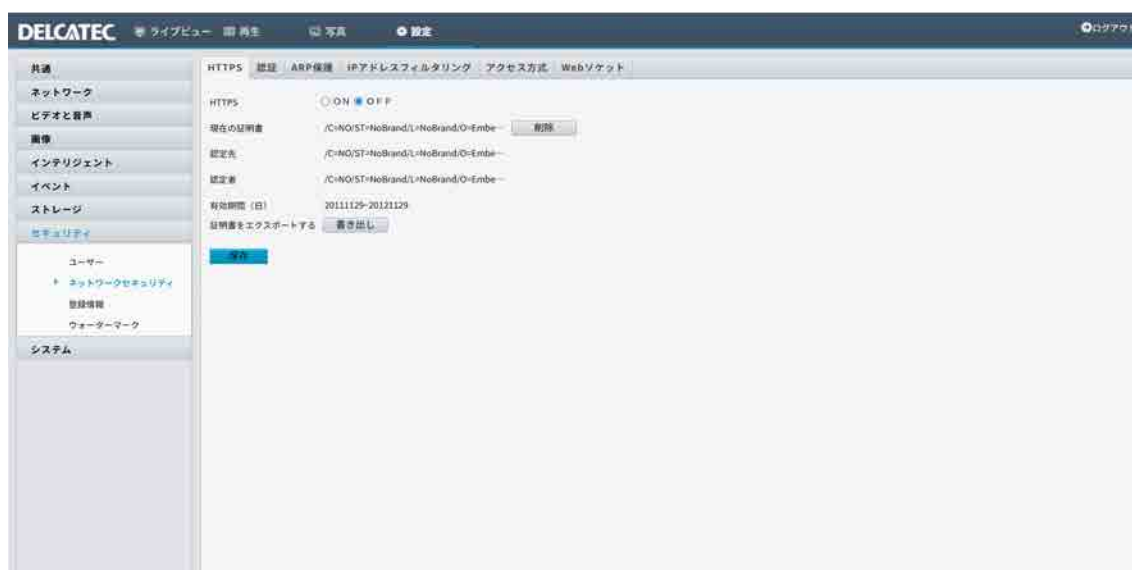 DELCATEC ライブビュー 再生 写真 設定 ログアウト
共通
ネットワーク
ビデオと音声
画像
インテリジェント
イベント
ストレージ
セキュリティ
ユーザー
ネットワークセキュリティ
登録情報
ウォーターマーク
システム
HTTPS 認証 ARP保護 IPアドレスフィルタリング アクセス方式 Webソケット
HTTPS ON OFF
現在の証明書 /C=NO/ST=NoBrand/L=NoBrand/O=Embe… 削除
認定先 /C=NO/ST=NoBrand/L=NoBrand/O=Embe…
認定者 /C=NO/ST=NoBrand/L=NoBrand/O=Embe…
有効期間（日） 20111129-20121129
証明書をエクスポートする 書き出し
保存